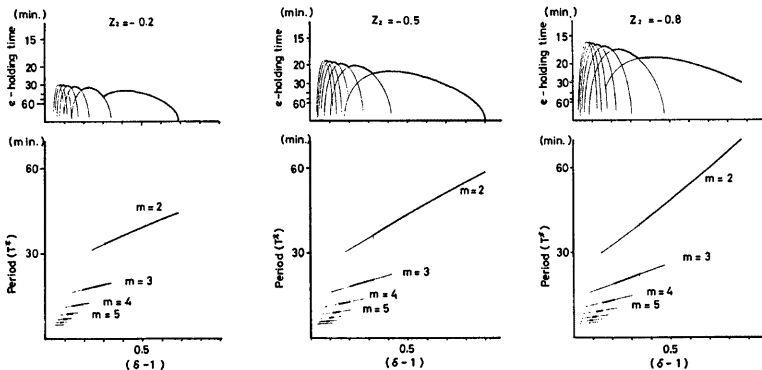 (min.)
Z₂ = - 0.2
e-holding time
15
20
30
60
(min.)
60
30
Period (T*)
m = 2
m = 3
m = 4
m = 5
0.5
(δ-1)
(min.)
Z₂ = -0.5
e-holding time
15
20
30
60
(min.)
60
30
Period (T*)
m = 2
m = 3
m = 4
m = 5
0.5
(δ-1)
(min.)
Z₂ = -0.8
e-holding time
15
20
30
60
(min.)
60
30
Period (T*)
m = 2
m = 3
m = 4
m = 5
0.5
(δ-1)